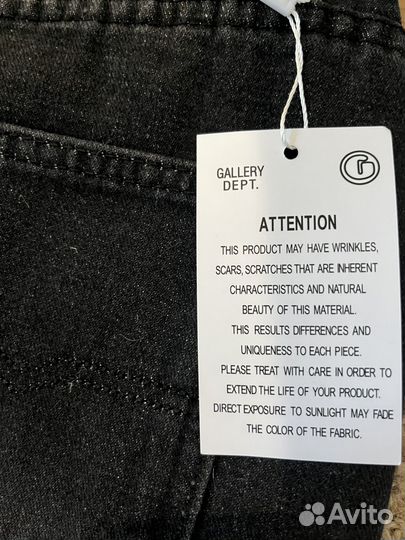 GALLERY
DEPT.
G
ATTENTION
THIS PRODUCT MAY HAVE WRINKLES,
SCARS, SCRATCHES THAT ARE INHERENT
CHARACTERISTICS AND NATURAL
BEAUTY OF THIS MATERIAL.
THIS RESULTS DIFFERENCES AND
UNIQUENESS TO EACH PIECE.
PLEASE TREAT WITH CARE IN ORDER TO
EXTEND THE LIFE OF YOUR PRODUCT.
DIRECT EXPOSURE TO SUNLIGHT MAY FADE
THE COLOR OF THE FABRIC.
Avito